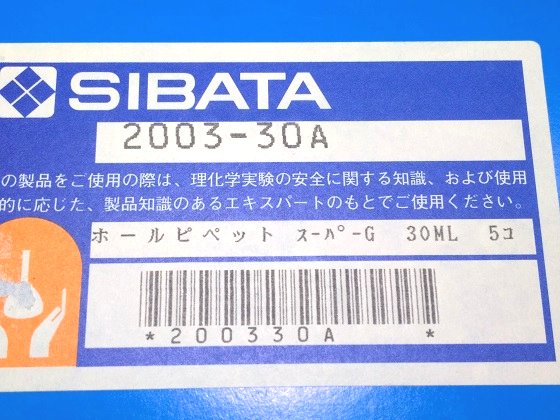 SIBATA
2003-30A
の製品をご使用の際は、理化学実験の安全に関する知識、および使用
的に応じた、製品知識のあるエキスパートのもとでご使用ください。
ホールピペット ｽｰﾊﾟｰG 30ML 5コ
*200330A *